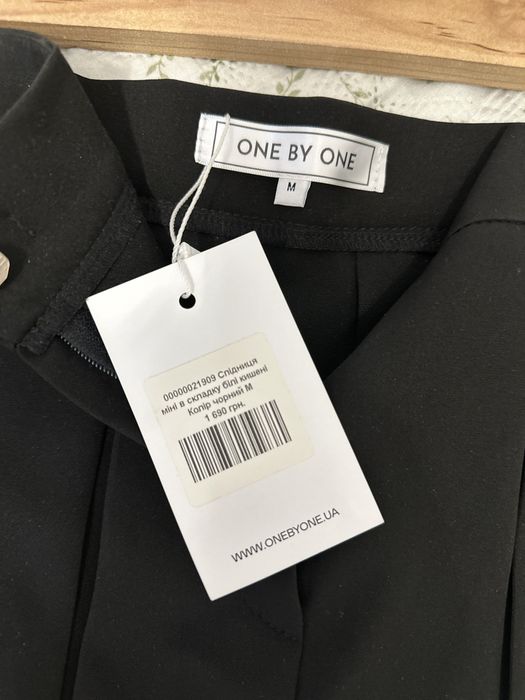 ONE BY ONE
M
00000021909 Спідниця
міні в складку білі кишені
Колір чорний М
1 690 грн.
WWW.ONEBYONE.UA